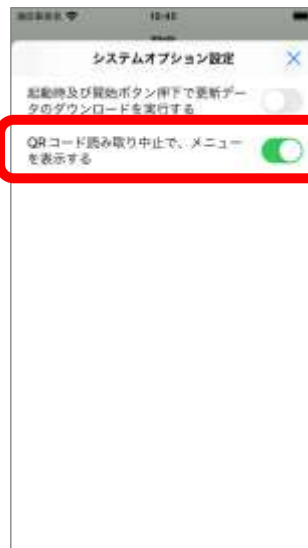 システムオプション設定
起動時及び開始ボタン押下で更新デー
タのダウンロードを実行する
QRコード読み取り中止で、メニュー
を表示する